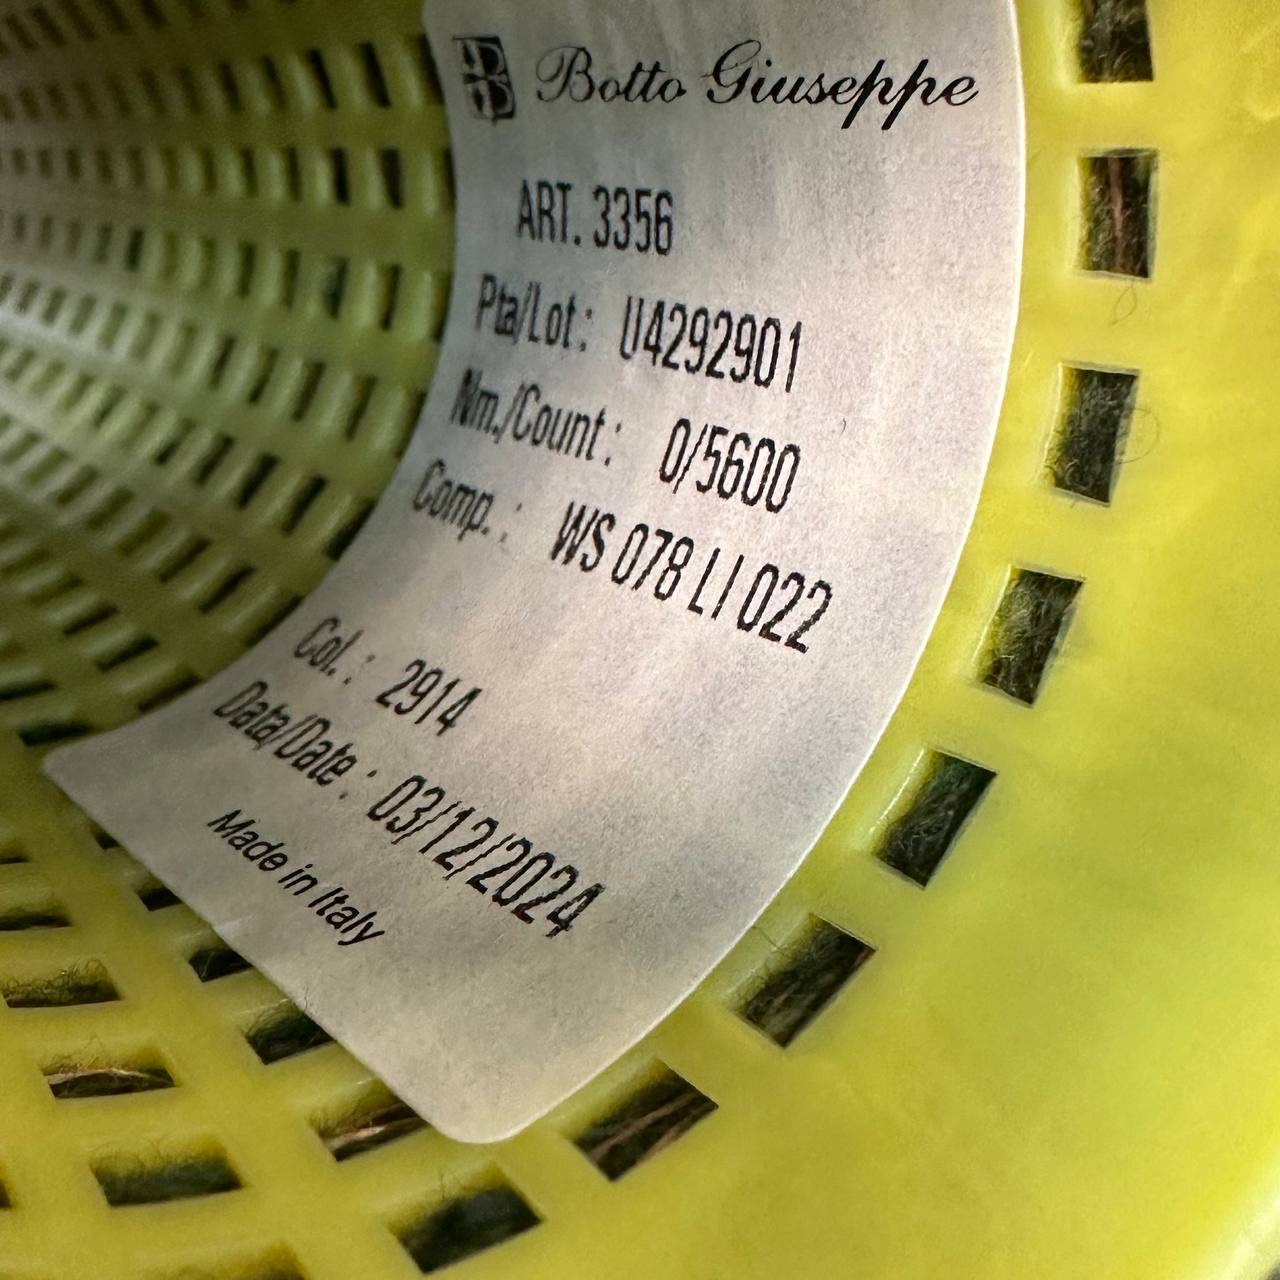 Botto Giuseppe
ART. 3356
Pta/Lot: U4292901
Nm./Count: 0/5600
Comp. : WS 078 LI 022
Col. : 2914
Data/Date : 03/12/2024
Made in Italy